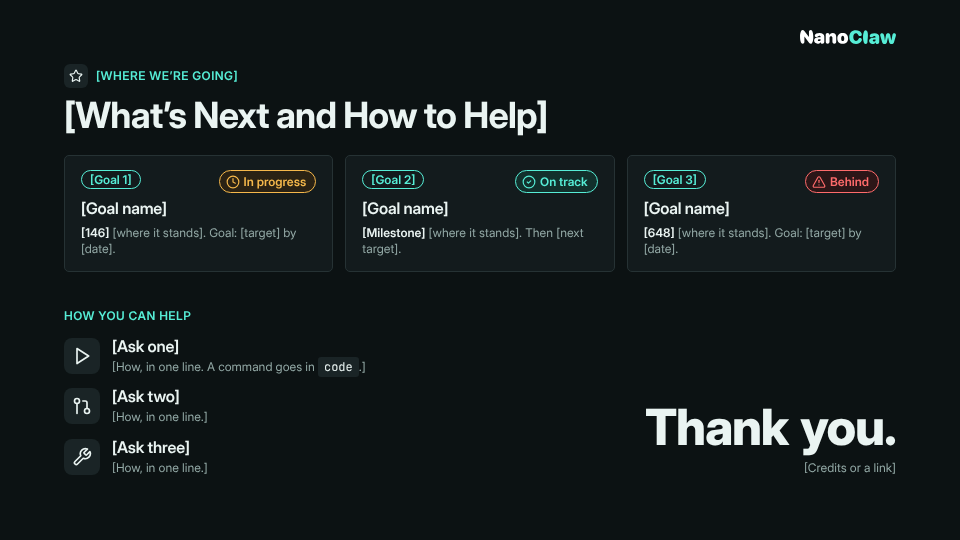 NanoClaw
[WHERE WE'RE GOING]
[What's Next and How to Help]
[Goal 1]
In progress
[Goal name]
[146] [where it stands]. Goal: [target] by
[date].
[Goal 2]
On track
[Goal name]
[Milestone] [where it stands]. Then [next
target].
[Goal 3]
Behind
[Goal name]
[648] [where it stands]. Goal: [target] by
[date].
HOW YOU CAN HELP
[Ask one]
[How, in one line. A command goes in code.]
[Ask two]
[How, in one line.]
[Ask three]
[How, in one line.]
Thank you.
[Credits or a link]